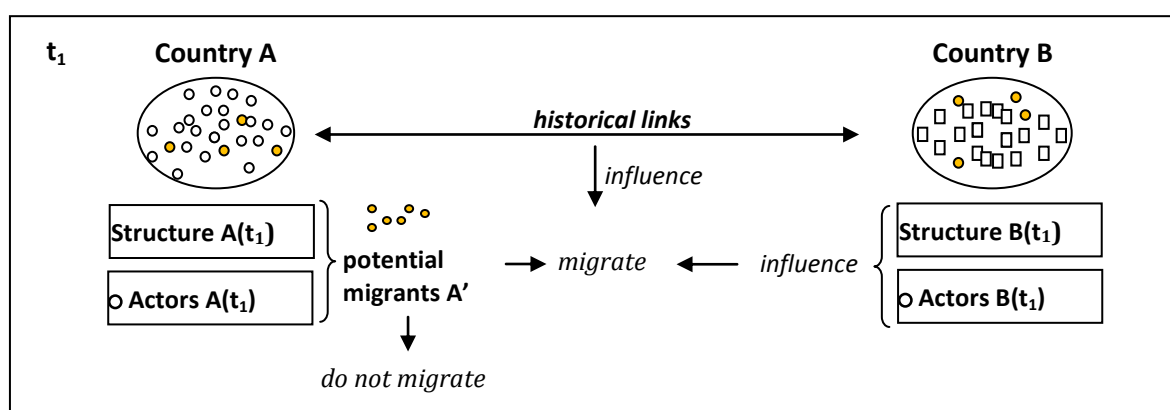 t₁
Country A
Country B
historical links
influence
Structure A(t₁)
Structure B(t₁)
potential
migrants A’
migrate
influence
Actors A(t₁)
Actors B(t₁)
do not migrate